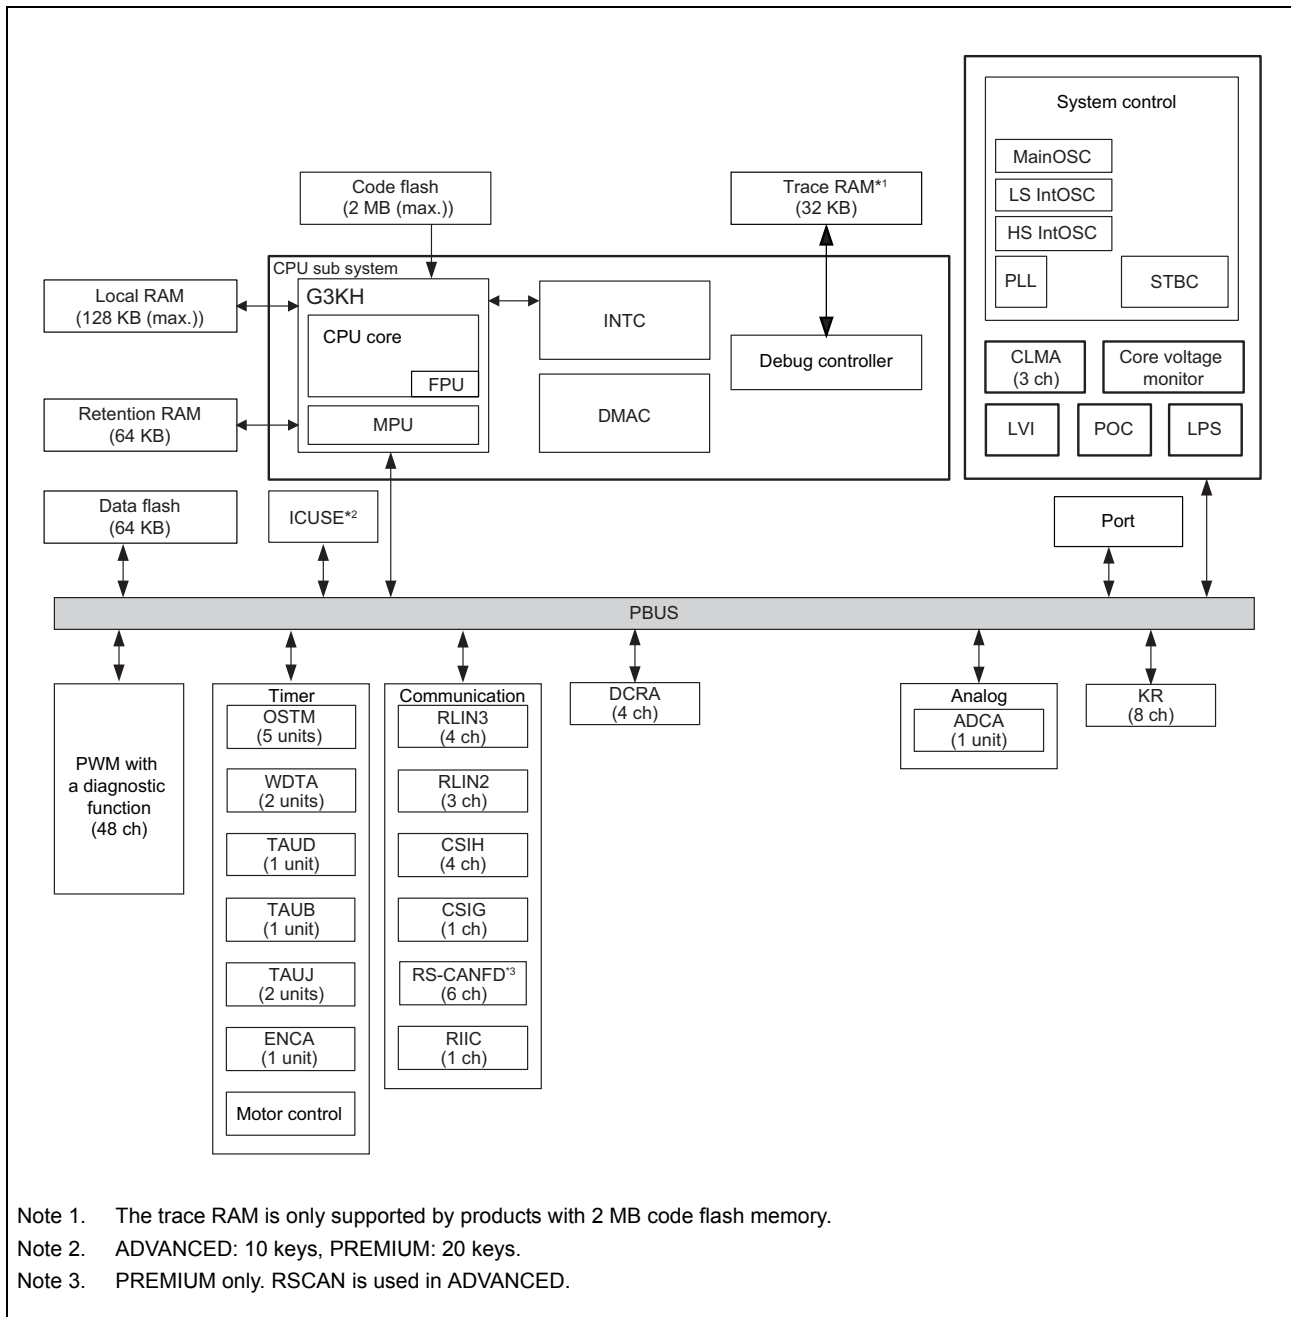 System control
MainOSC
LS IntOSC
HS IntOSC
PLL
STBC
CLMA
(3 ch)
Core voltage
monitor
LVI
POC
LPS
Code flash
(2 MB (max.))
Trace RAM*1
(32 KB)
CPU sub system
Local RAM
(128 KB (max.))
G3KH
CPU core
FPU
MPU
INTC
DMAC
Debug controller
Retention RAM
(64 KB)
Data flash
(64 KB)
ICUSE*2
Port
PBUS
PWM with
a diagnostic
function
(48 ch)
Timer
OSTM
(5 units)
WDTA
(2 units)
TAUD
(1 unit)
TAUB
(1 unit)
TAUJ
(2 units)
ENCA
(1 unit)
Motor control
Communication
RLIN3
(4 ch)
RLIN2
(3 ch)
CSIH
(4 ch)
CSIG
(1 ch)
RS-CANFD*3
(6 ch)
RIIC
(1 ch)
DCRA
(4 ch)
Analog
ADCA
(1 unit)
KR
(8 ch)
Note 1. The trace RAM is only supported by products with 2 MB code flash memory.
Note 2. ADVANCED: 10 keys, PREMIUM: 20 keys.
Note 3. PREMIUM only. RSCAN is used in ADVANCED.